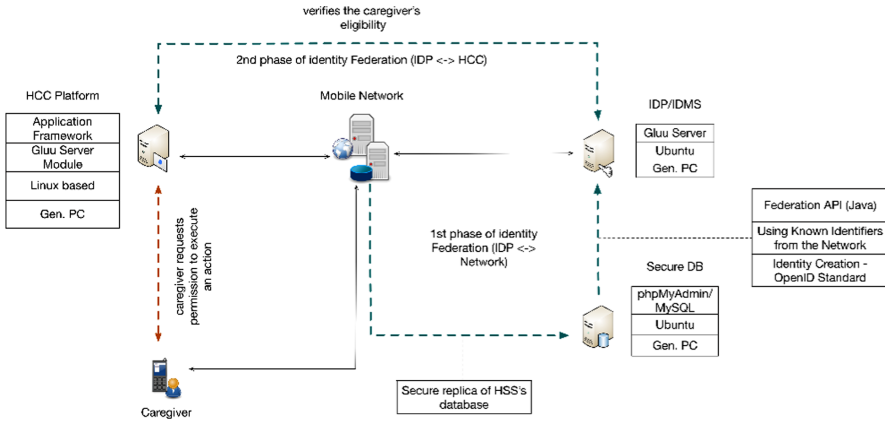 verifies the caregiver's
eligibility
2nd phase of identity Federation (IDP <-> HCC)
HCC Platform
Application
Framework
Gluu Server
Module
Linux based
Gen. PC
Mobile Network
IDP/IDMS
Gluu Server
Ubuntu
Gen. PC
1st phase of identity
Federation (IDP <->
Network)
Federation API (Java)
Using Known Identifiers
from the Network
Identity Creation -
OpenID Standard
Secure DB
phpMyAdmin/
MySQL
Ubuntu
Gen. PC
caregiver requests
permission to execute
an action
Secure replica of HSS's
database
Caregiver